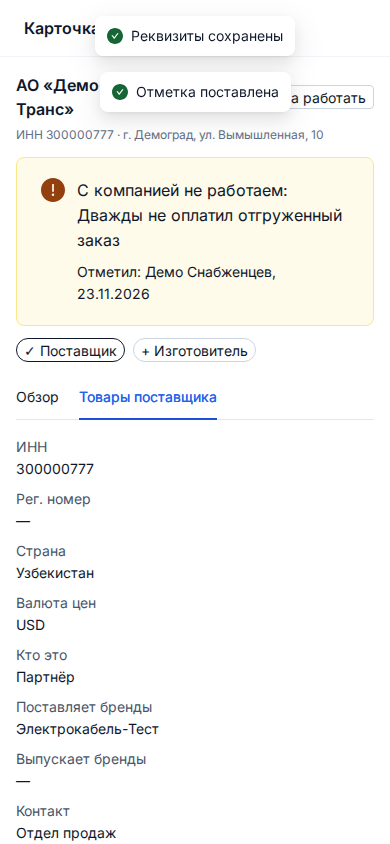 Карточка
Реквизиты сохранены
Отметка поставлена
АО «Демо
Транс»
а работать
ИНН 300000777 · г. Демоград, ул. Вымышленная, 10
С компанией не работаем:
Дважды не оплатил отгруженный
заказ
Отметил: Демо Снабженцев,
23.11.2026
✓ Поставщик
+ Изготовитель
Обзор
Товары поставщика
ИНН
300000777
Рег. номер
—
Страна
Узбекистан
Валюта цен
USD
Кто это
Партнёр
Поставляет бренды
Электрокабель-Тест
Выпускает бренды
—
Контакт
Отдел продаж